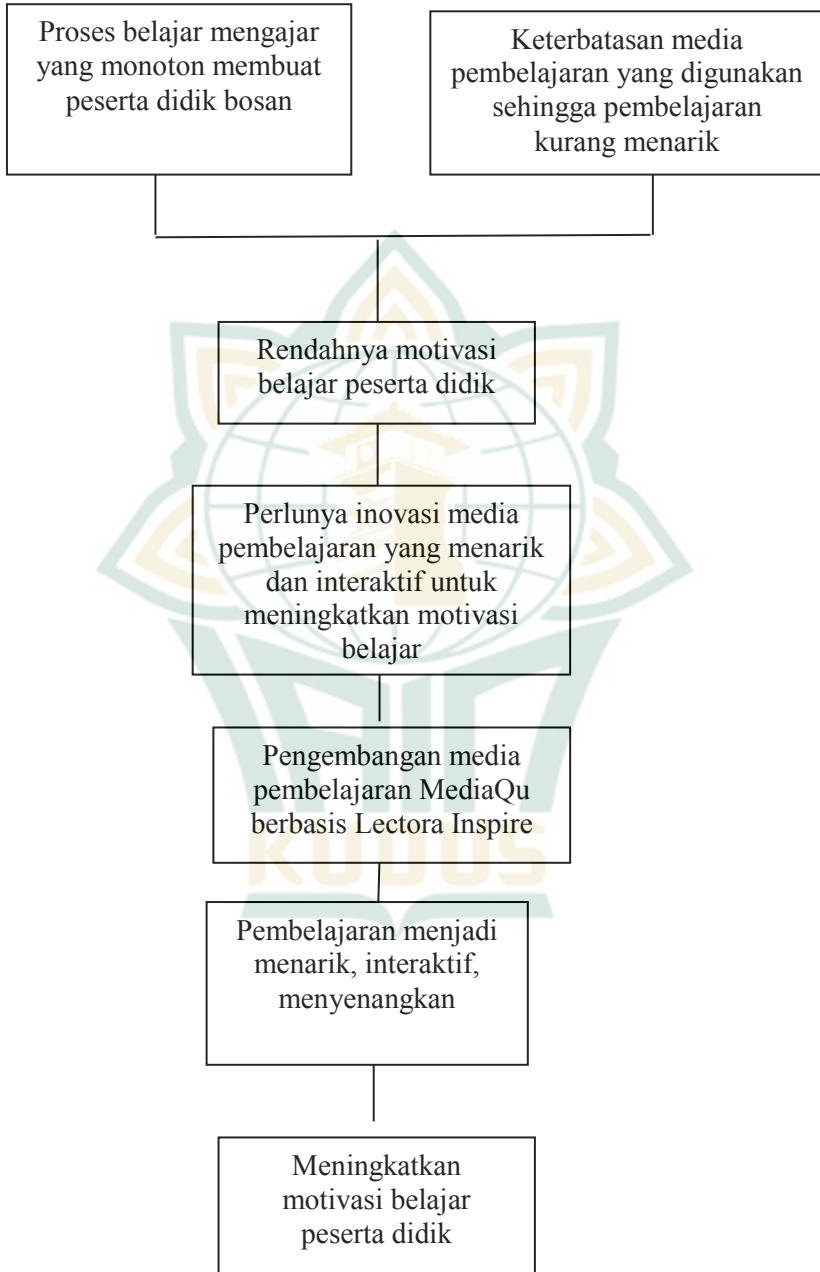 Proses belajar mengajar
yang monoton membuat
peserta didik bosan
Keterbatasan media
pembelajaran yang digunakan
sehingga pembelajaran
kurang menarik
Rendahnya motivasi
belajar peserta didik
Perlunya inovasi media
pembelajaran yang menarik
dan interaktif untuk
meningkatkan motivasi
belajar
Pengembangan media
pembelajaran MediaQu
berbasis Lectora Inspire
KUDUS
Pembelajaran menjadi
menarik, interaktif,
menyenangkan
Meningkatkan
motivasi belajar
peserta didik